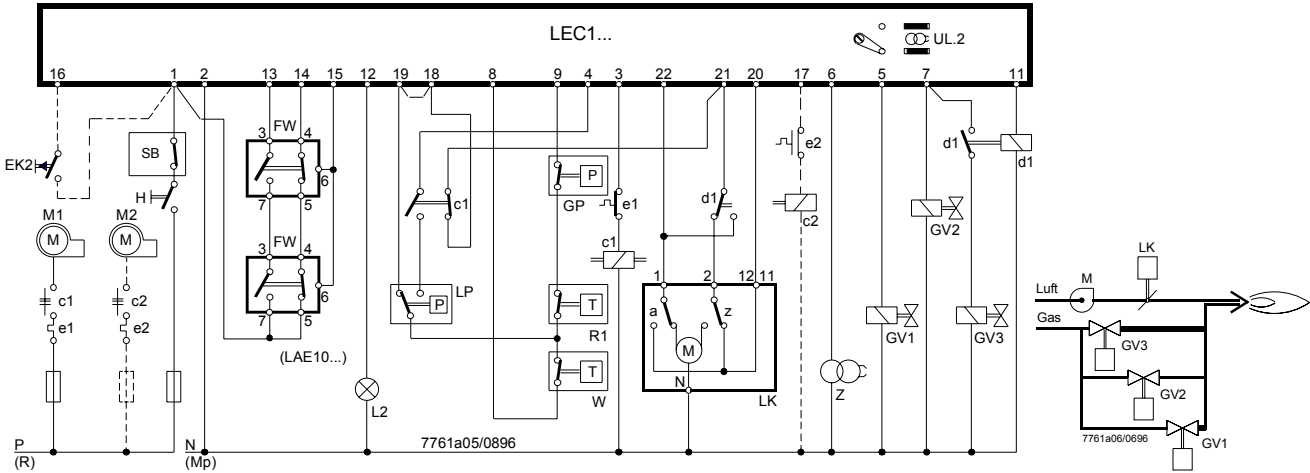 LEC1...
UL.2
16 1 2 13 14 15 12 19 18 8 9 4 3 22 21 20 17 6 5 7 11
3 FW 4
SB
e2
d1
d1
EK2
6
P
H
7 5
c1
GP
e1
d1
c2
GV2
M1 M2
M M
FW
3 4
c1
LK
6
1 2 12 11
LP
P
Luft M
c1 c2
T
a z
Gas
e1 e2
7 5
R1
M
GV1 GV3
GV3
(LAE10...)
T
N
GV2
L2
W
LK
Z
P
(R)
N
(Mp)
7761a05/0896
7761a06/0696
GV1